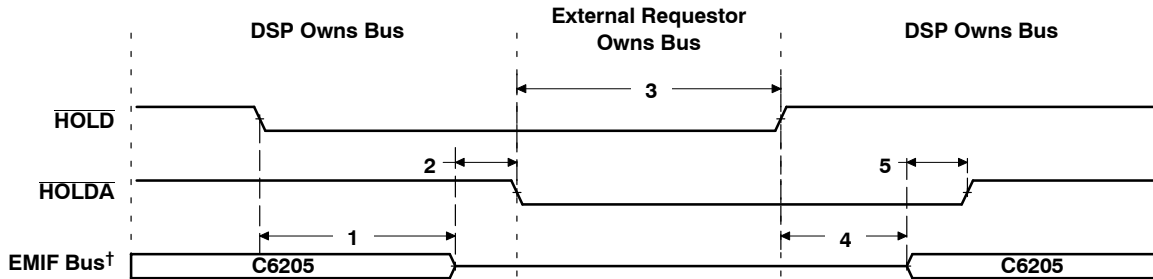 DSP Owns Bus
External Requestor
Owns Bus
DSP Owns Bus
3
HOLD
2
5
HOLDA
1
4
EMIF Bus†
C6205
C6205